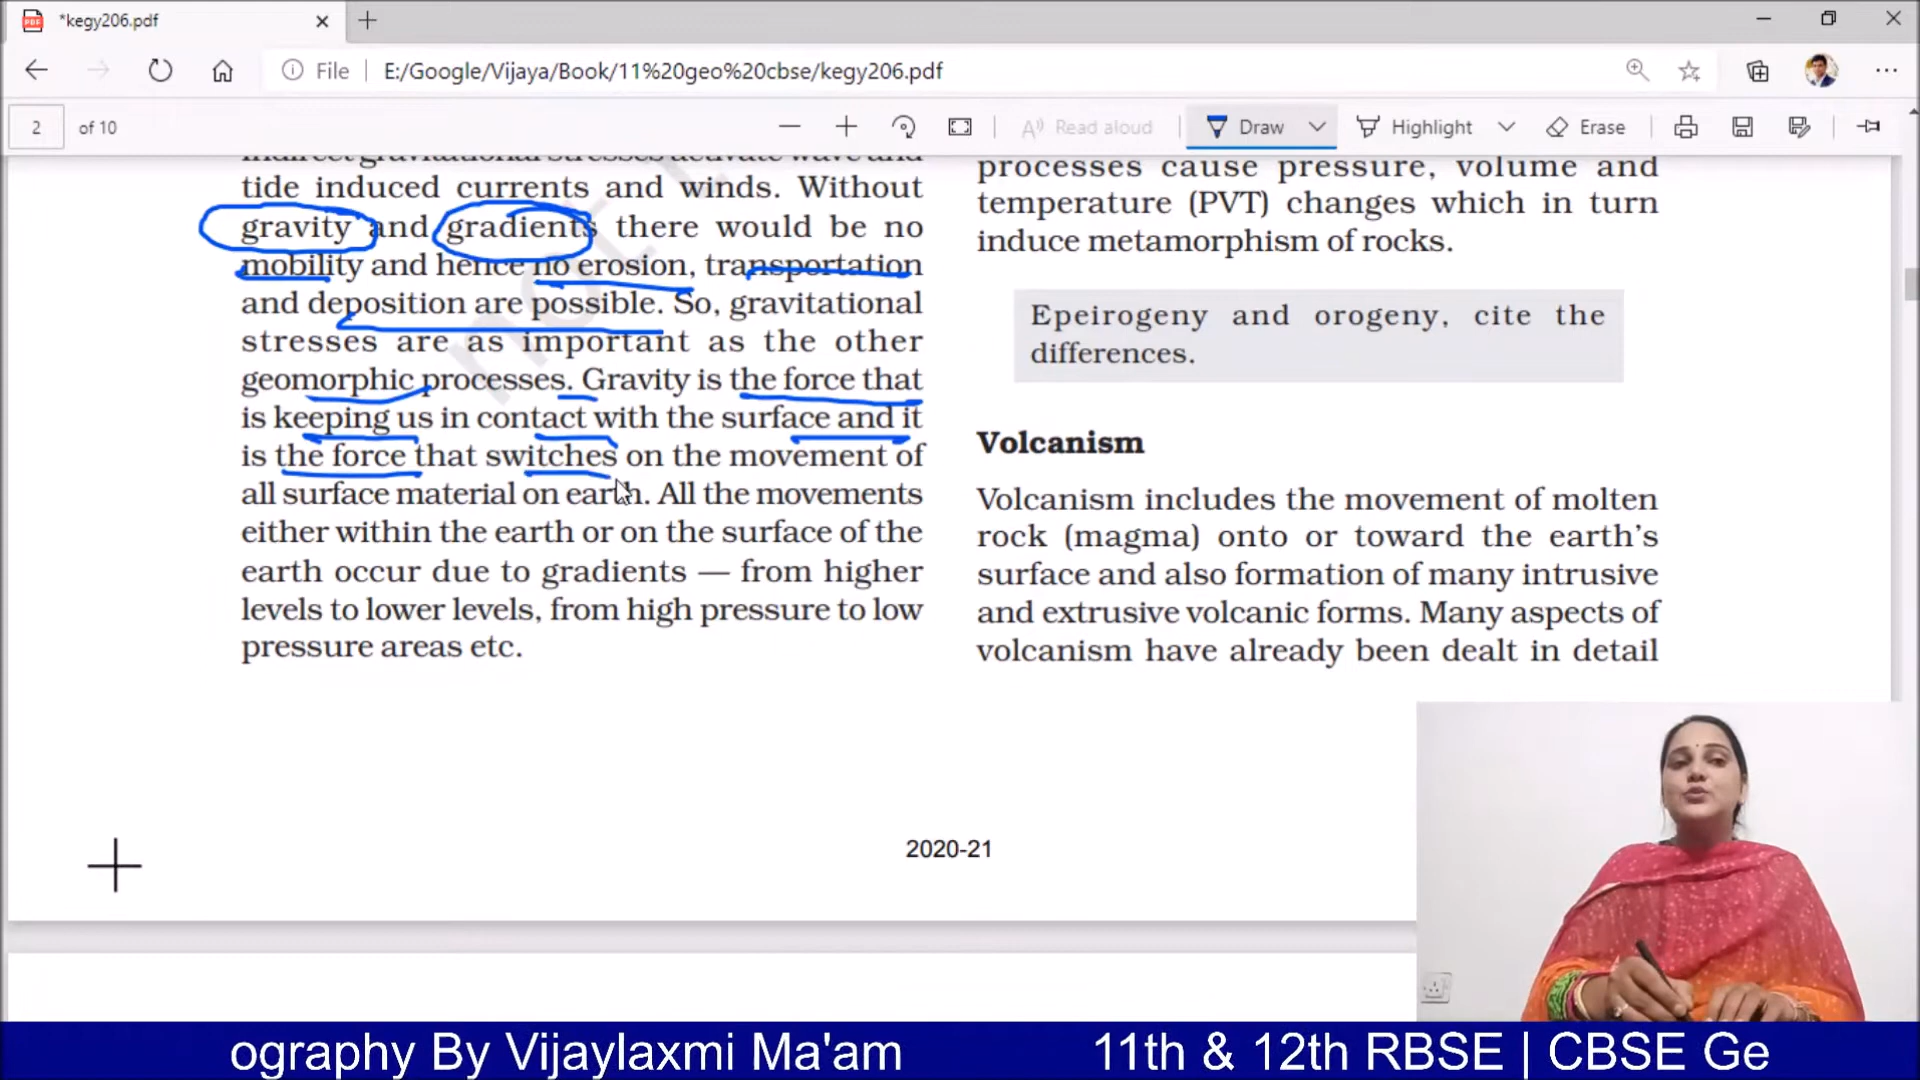 *kegy206.pdf
File
E:/Google/Vijaya/Book/11%20geo%20cbse/kegy206.pdf
2 of 10
Read aloud
Draw
Highlight
Erase
indirect gravitational stresses activate wave and
tide induced currents and winds. Without
gravity and gradients there would be no
mobility and hence no erosion, transportation
and deposition are possible. So, gravitational
stresses are as important as the other
geomorphic processes. Gravity is the force that
is keeping us in contact with the surface and it
is the force that switches on the movement of
all surface material on earth. All the movements
either within the earth or on the surface of the
earth occur due to gradients — from higher
levels to lower levels, from high pressure to low
pressure areas etc.
processes cause pressure, volume and
temperature (PVT) changes which in turn
induce metamorphism of rocks.
Epeirogeny and orogeny, cite the
differences.
Volcanism
Volcanism includes the movement of molten
rock (magma) onto or toward the earth's
surface and also formation of many intrusive
and extrusive volcanic forms. Many aspects of
volcanism have already been dealt in detail
not
2020-21
ography By Vijaylaxmi Ma'am
11th & 12th RBSE | CBSE Ge